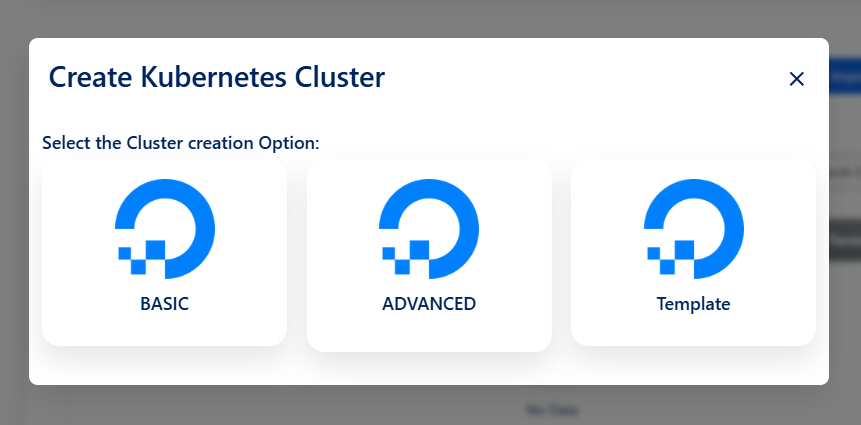 Create Kubernetes Cluster
Select the Cluster creation Option:
BASIC
ADVANCED
Template
No Data